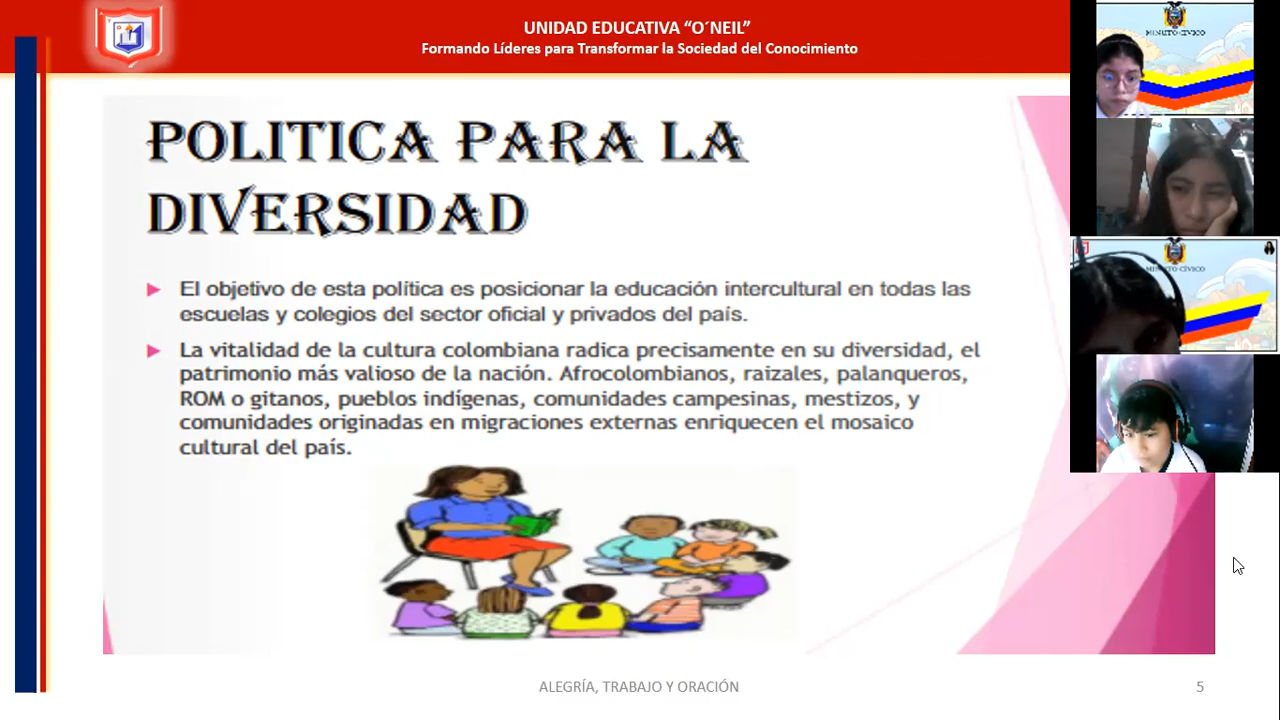 UNIDAD EDUCATIVA “O´NEIL”
Formando Líderes para Transformar la Sociedad del Conocimiento
MINUTO CÍVICO
POLITICA PARA LA
DIVERSIDAD
MINUTO CÍVICO
El objetivo de esta política es posicionar la educación intercultural en todas las
escuelas y colegios del sector oficial y privados del país.
La vitalidad de la cultura colombiana radica precisamente en su diversidad, el
patrimonio más valioso de la nación. Afrocolombianos, raizales, palanqueros,
ROM o gitanos, pueblos indígenas, comunidades campesinas, mestizos, y
comunidades originadas en migraciones externas enriquecen el mosaico
cultural del país.
ALEGRÍA, TRABAJO Y ORACIÓN
5